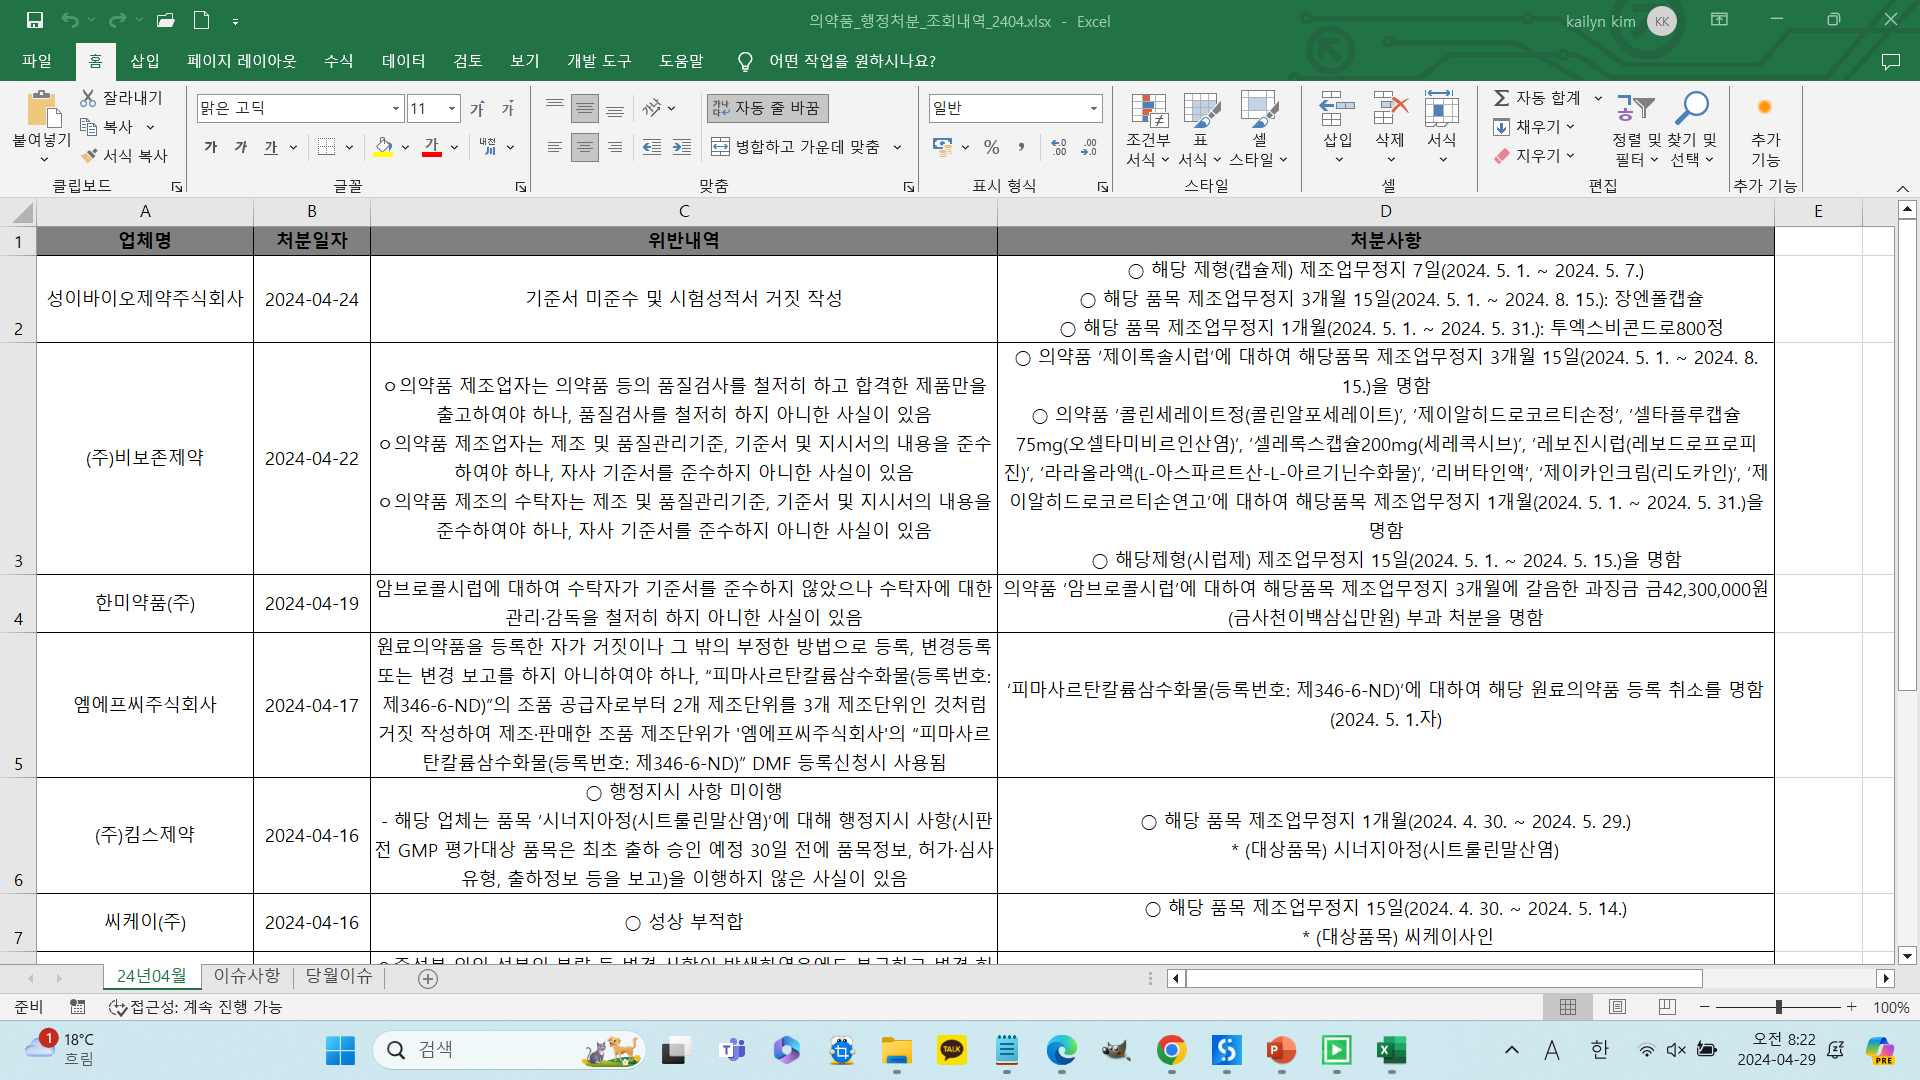 의약품_행정처분_조회내역_2404.xlsx - Excel
kailyn kim
KK
파일 홈 삽입 페이지 레이아웃 수식 데이터 검토 보기 개발 도구 도움말 어떤 작업을 원하시나요?
붙여넣기
잘라내기
복사
서식 복사
클립보드
맑은 고딕 11
가 가 가
글꼴
자동 줄 바꿈
병합하고 가운데 맞춤
맞춤
일반
표시 형식
조건부 서식
표 서식
셀 스타일
스타일
삽입 삭제 서식
셀
자동 합계
채우기
지우기
정렬 및 필터
찾기 및 선택
편집
추가 기능
추가 기능
A B C D E
1 업체명 처분일자 위반내역 처분사항
2 성이바이오제약주식회사 2024-04-24 기준서 미준수 및 시험성적서 거짓 작성
○ 해당 제형(캡슐제) 제조업무정지 7일(2024. 5. 1. ~ 2024. 5. 7.)
○ 해당 품목 제조업무정지 3개월 15일(2024. 5. 1. ~ 2024. 8. 15.): 장엔폴캡슐
○ 해당 품목 제조업무정지 1개월(2024. 5. 1. ~ 2024. 5. 31.): 투엑스비콘드로800정
3 (주)비보존제약 2024-04-22
ㅇ의약품 제조업자는 의약품 등의 품질검사를 철저히 하고 합격한 제품만을
출고하여야 하나, 품질검사를 철저히 하지 아니한 사실이 있음
ㅇ의약품 제조업자는 제조 및 품질관리기준, 기준서 및 지시서의 내용을 준수
하여야 하나, 자사 기준서를 준수하지 아니한 사실이 있음
ㅇ의약품 제조의 수탁자는 제조 및 품질관리기준, 기준서 및 지시서의 내용을
준수하여야 하나, 자사 기준서를 준수하지 아니한 사실이 있음
○ 의약품 ‘제이록솔시럽’에 대하여 해당품목 제조업무정지 3개월 15일(2024. 5. 1. ~ 2024. 8.
15.)을 명함
○ 의약품 ‘콜린세레이트정(콜린알포세레이트)’, ‘제이알히드로코르티손정’, ‘셀타플루캡슐
75mg(오셀타미비르인산염)’, ‘셀레록스캡슐200mg(세레콕시브)’, ‘레보진시럽(레보드로프로피
진)’, ‘라라올라액(L-아스파르트산-L-아르기닌수화물)’, ‘리버타인액’, ‘제이카인크림(리도카인)’, ‘제
이알히드로코르티손연고’에 대하여 해당품목 제조업무정지 1개월(2024. 5. 1. ~ 2024. 5. 31.)을
명함
○ 해당제형(시럽제) 제조업무정지 15일(2024. 5. 1. ~ 2024. 5. 15.)을 명함
4 한미약품(주) 2024-04-19
암브로콜시럽에 대하여 수탁자가 기준서를 준수하지 않았으나 수탁자에 대한
관리·감독을 철저히 하지 아니한 사실이 있음
의약품 ‘암브로콜시럽’에 대하여 해당품목 제조업무정지 3개월에 갈음한 과징금 금42,300,000원
(금사천이백삼십만원) 부과 처분을 명함
5 엠에프씨주식회사 2024-04-17
원료의약품을 등록한 자가 거짓이나 그 밖의 부정한 방법으로 등록, 변경등록
또는 변경 보고를 하지 아니하여야 하나, “피마사르탄칼륨삼수화물(등록번호:
제346-6-ND)”의 조품 공급자로부터 2개 제조단위를 3개 제조단위인 것처럼
거짓 작성하여 제조·판매한 조품 제조단위가 '엠에프씨주식회사'의 “피마사르
탄칼륨삼수화물(등록번호: 제346-6-ND)” DMF 등록신청시 사용됨
‘피마사르탄칼륨삼수화물(등록번호: 제346-6-ND)’에 대하여 해당 원료의약품 등록 취소를 명함
(2024. 5. 1.자)
6 (주)킴스제약 2024-04-16
○ 행정지시 사항 미이행
- 해당 업체는 품목 ‘시너지아정(시트룰린말산염)’에 대해 행정지시 사항(시판
전 GMP 평가대상 품목은 최초 출하 승인 예정 30일 전에 품목정보, 허가·심사
유형, 출하정보 등을 보고)을 이행하지 않은 사실이 있음
○ 해당 품목 제조업무정지 1개월(2024. 4. 30. ~ 2024. 5. 29.)
* (대상품목) 시너지아정(시트룰린말산염)
7 씨케이(주) 2024-04-16 ○ 성상 부적합
○ 해당 품목 제조업무정지 15일(2024. 4. 30. ~ 2024. 5. 14.)
* (대상품목) 씨케이사인
24년04월 이슈사항 당월이슈
준비 접근성: 계속 진행 가능
100%
1 18°C
흐림
검색
TALK
A 한
오전 8:22
2024-04-29
PRE